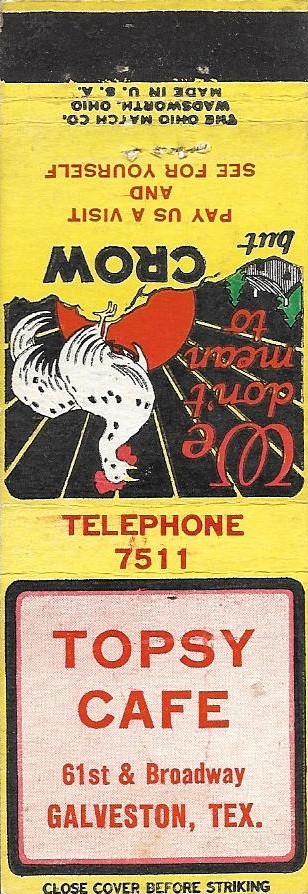 THE OHIO MATCH CO.
WADSWORTH, OHIO
MADE IN U. S. A.
We
don't
mean
to
CROW
but
PAY US A VISIT
AND
SEE FOR YOURSELF
TELEPHONE
7511
TOPSY
CAFE
61st & Broadway
GALVESTON, TEX.
CLOSE COVER BEFORE STRIKING